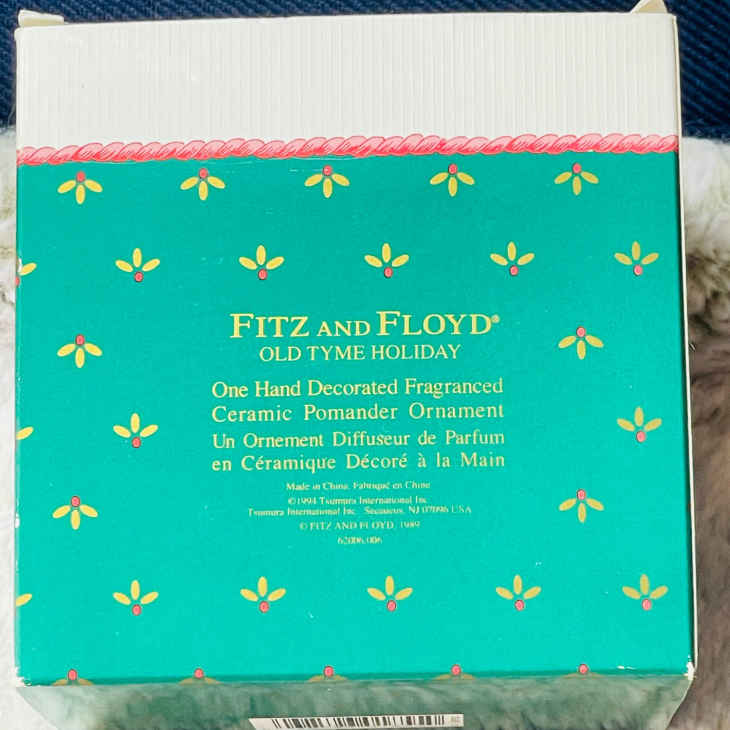 FITZ AND FLOYD®
OLD TYME HOLIDAY
One Hand Decorated Fragranced
Ceramic Pomander Ornament
Un Ornement Diffuseur de Parfum
en Céramique Décoré à la Main
Made in China. Fabriqué en Chine
©1994 Tsumura International Inc.
Tsumura International Inc. Secaucus, NJ 07096 USA
© FITZ AND FLOYD, 1989
62006.006